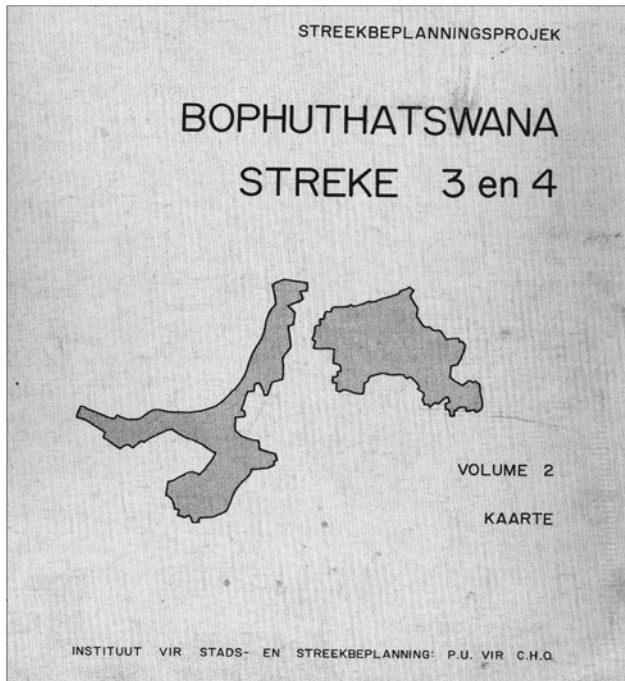 STREEKBEPLANNINGSPROJEK
BOPHUTHATSWANA
STREKE 3 en 4
VOLUME 2
KAARTE
INSTITUUT VIR STADS- EN STREEKBEPLANNING: P.U. VIR C.H.O.